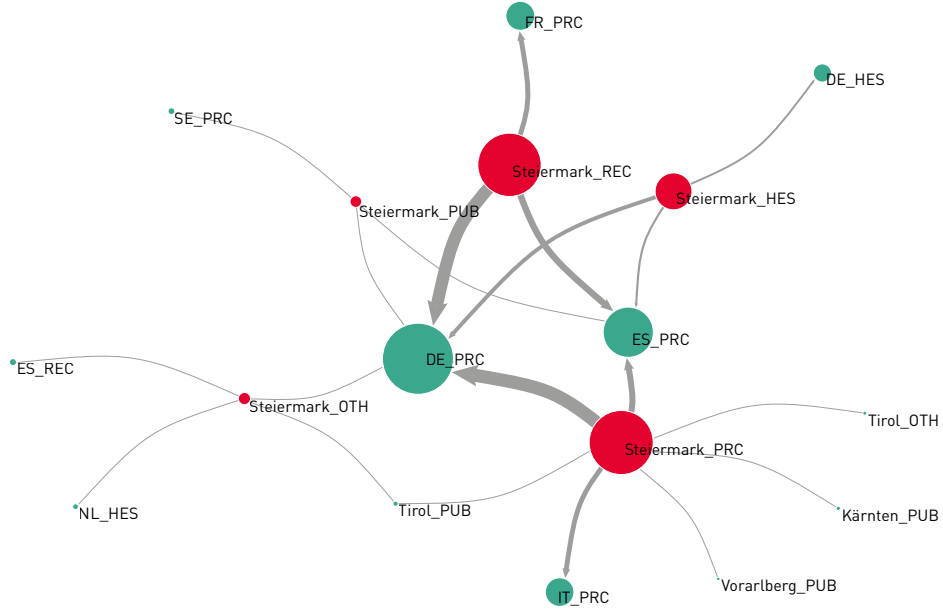 FR_PRC
DE_HES
SE_PRC
Steiermark_REC
Steiermark_HES
Steiermark_PUB
ES_PRC
DE_PRC
ES_REC
Steiermark_OTH
Tirol_OTH
Steiermark_PRC
Tirol_PUB
NL_HES
Kärnten_PUB
Vorarlberg_PUB
IT_PRC